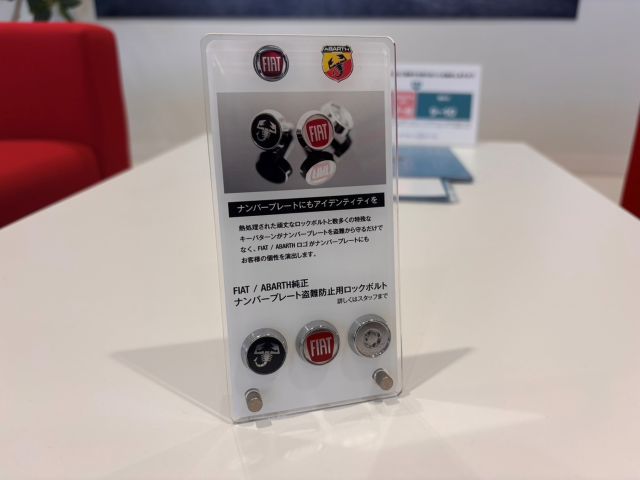 FIAT
ABARTH
FIAT
ナンバープレートにもアイデンティティを
熱処理された頑丈なロックボルトと数多くの特殊な
キーパターンがナンバープレートを盗難から守るだけで
なく、FIAT / ABARTH ロゴがナンバープレートにも
お客様の個性を演出します。
FIAT / ABARTH純正
ナンバープレート盗難防止用ロックボルト
詳しくはスタッフまで
FIAT